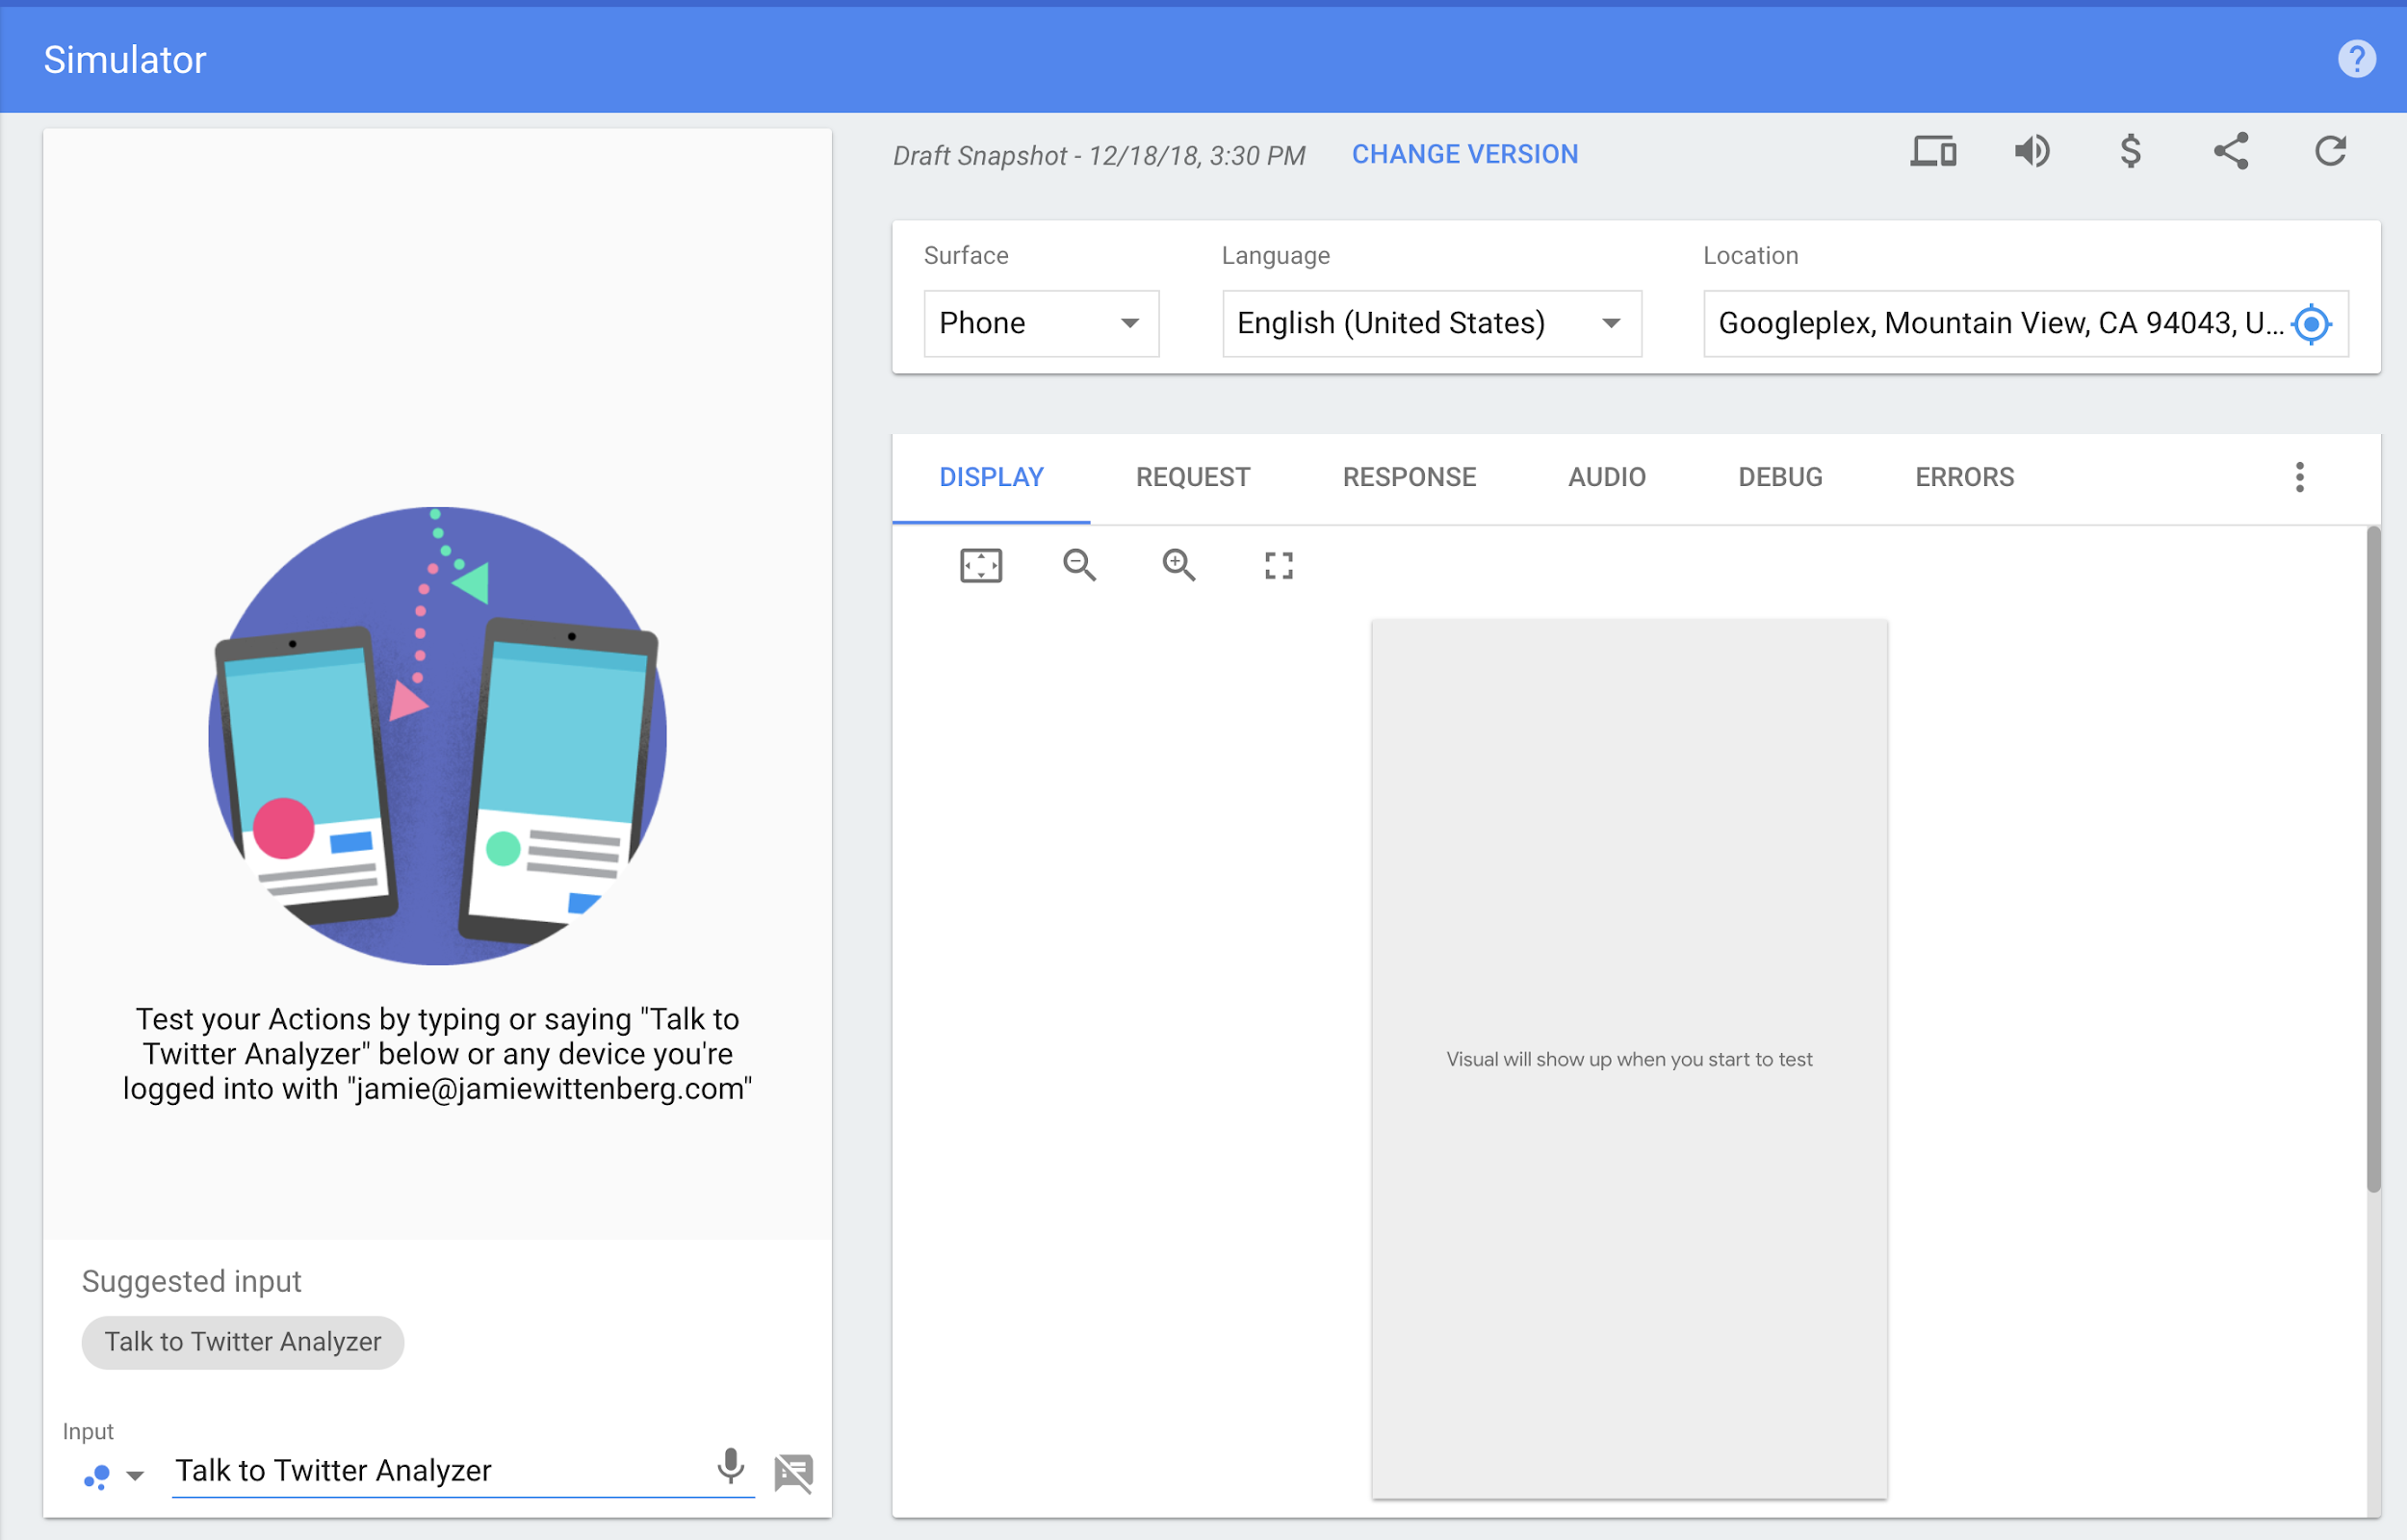 Simulator
Draft Snapshot - 12/18/18, 3:30 PM
CHANGE VERSION
Surface
Language
Location
Phone
English (United States)
Googleplex, Mountain View, CA 94043, U...
DISPLAY
REQUEST
RESPONSE
AUDIO
DEBUG
ERRORS
Visual will show up when you start to test
Test your Actions by typing or saying "Talk to
Twitter Analyzer" below or any device you're
logged into with "jamie@jamiewittenberg.com"
Suggested input
Talk to Twitter Analyzer
Input
Talk to Twitter Analyzer